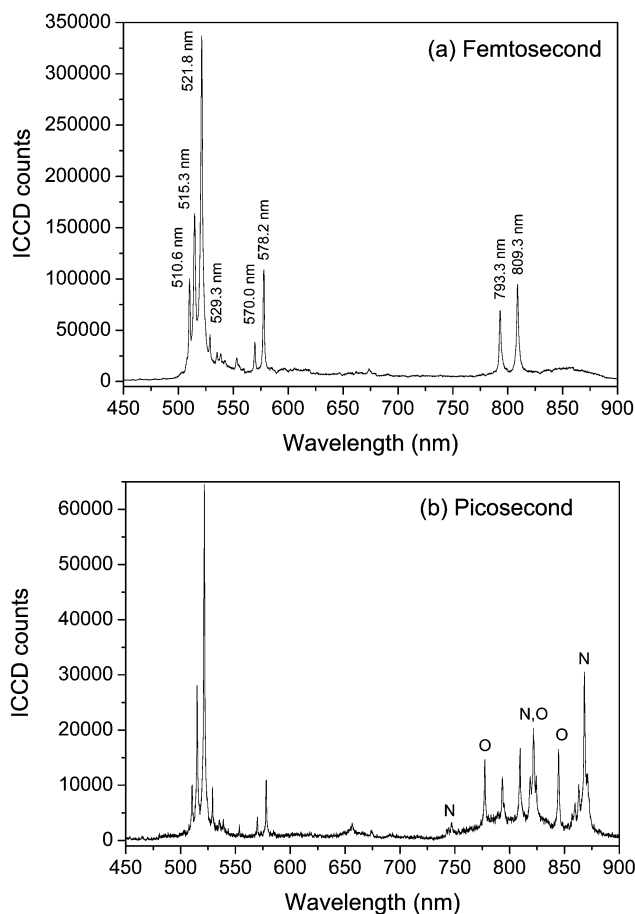 (a) Femtosecond
350000
300000
250000
200000
150000
100000
50000
0
ICCD counts
510.6 nm
515.3 nm
521.8 nm
529.3 nm
570.0 nm
578.2 nm
793.3 nm
809.3 nm
450 500 550 600 650 700 750 800 850 900
Wavelength (nm)
(b) Picosecond
60000
50000
40000
30000
20000
10000
0
ICCD counts
N
O
N,O
O
N
450 500 550 600 650 700 750 800 850 900
Wavelength (nm)